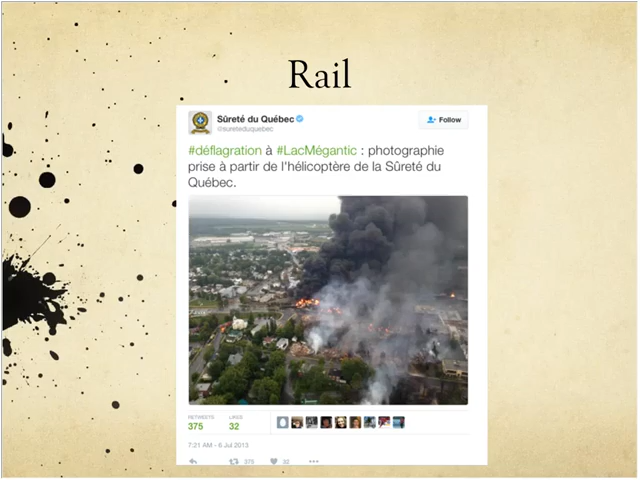 Rail
Sûreté du Québec
@sureteduquebec
Follow
#déflagration à #LacMégantic : photographie
prise à partir de l'hélicoptère de la Sûreté du
Québec.
RETWEETS
LIKES
375
32
7:21 AM - 6 Jul 2013
375
32